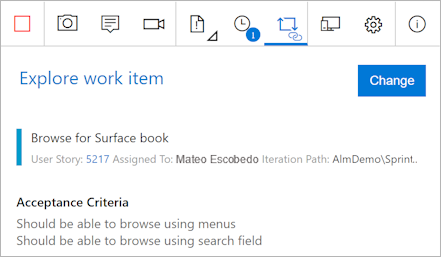 1
Explore work item
Change
Browse for Surface book
User Story: 5217 Assigned To: Mateo Escobedo Iteration Path: AlmDemo\Sprint..
Acceptance Criteria
Should be able to browse using menus
Should be able to browse using search field